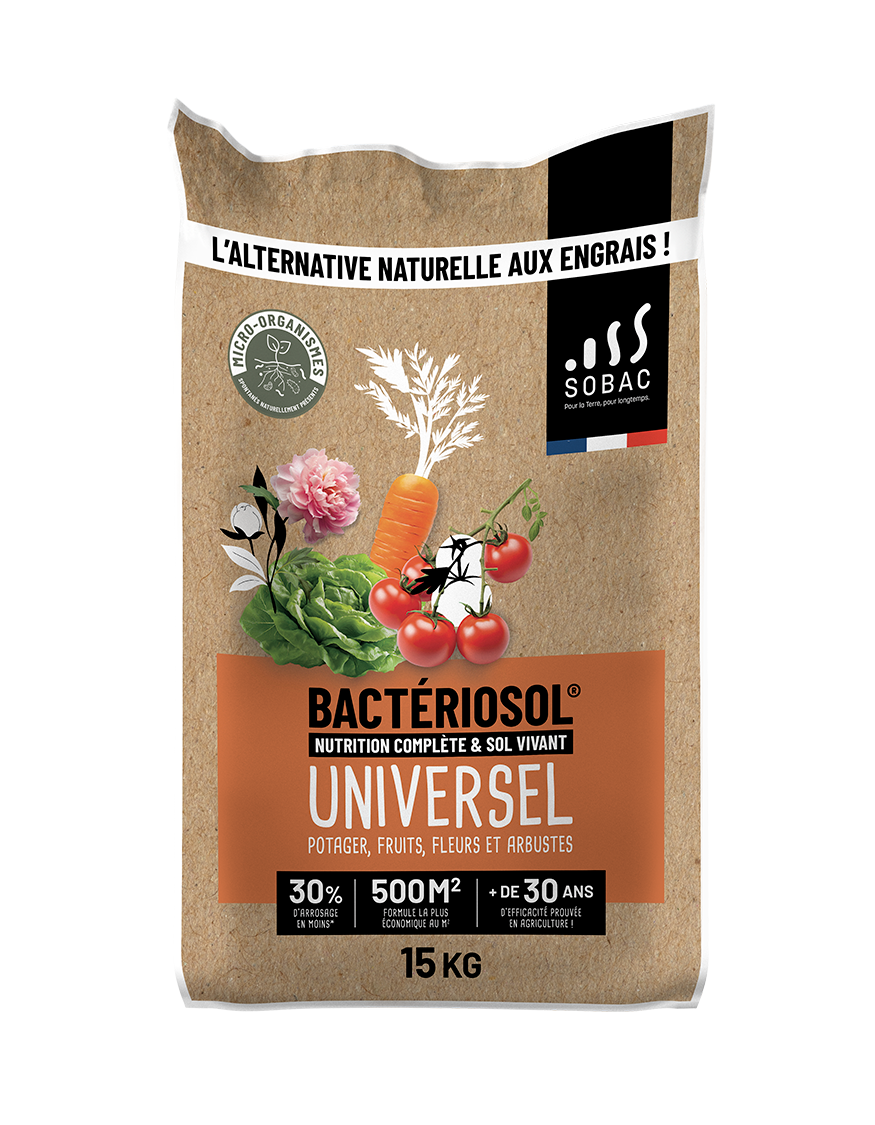 L'ALTERNATIVE NATURELLE AUX ENGRAIS !
MICRO-ORGANISMES
SPONTANÉS NATURELLEMENT PRÉSENTS
SOBAC
Pour la Terre, pour longtemps.
BACTÉRIOSOL®
NUTRITION COMPLÈTE & SOL VIVANT
UNIVERSEL
POTAGER, FRUITS, FLEURS ET ARBUSTES
30%
D'ARROSAGE
EN MOINS*
500M²
FORMULE LA PLUS
ÉCONOMIQUE AU M²
+ DE 30 ANS
D'EFFICACITÉ PROUVÉE
EN AGRICULTURE !
15 KG